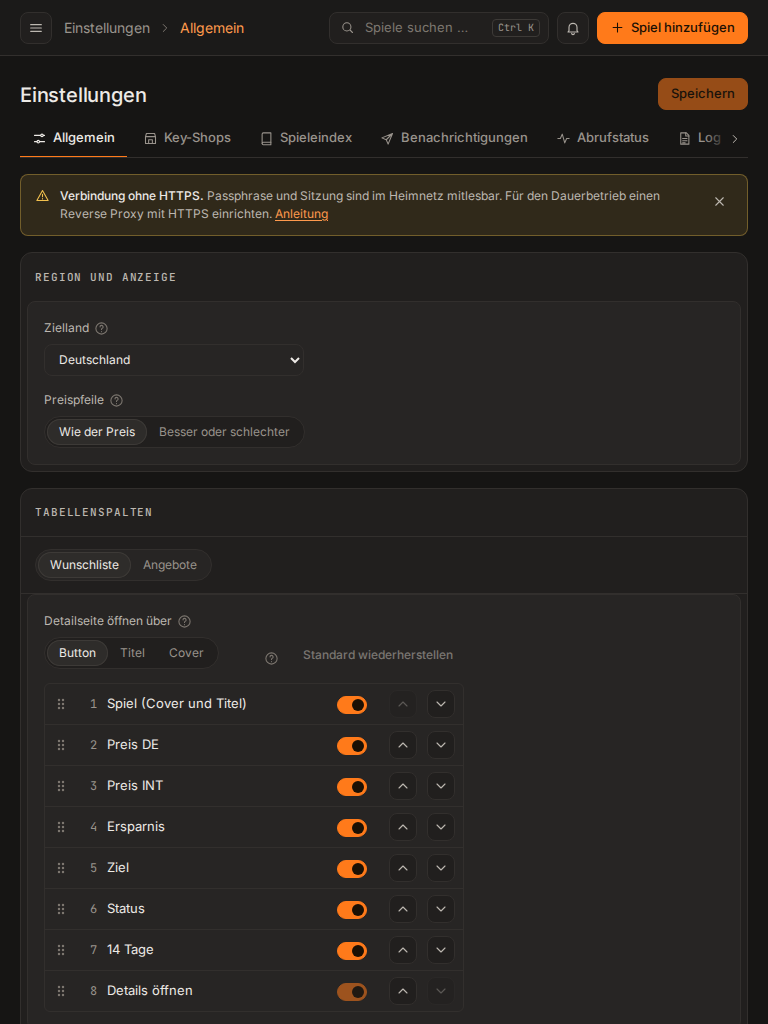 Einstellungen > Allgemein
Spiele suchen ... Ctrl K
Spiel hinzufügen
Einstellungen
Speichern
Allgemein Key-Shops Spieleindex Benachrichtigungen Abrufstatus Log
Verbindung ohne HTTPS. Passphrase und Sitzung sind im Heimnetz mitlesbar. Für den Dauerbetrieb einen
Reverse Proxy mit HTTPS einrichten. Anleitung
REGION UND ANZEIGE
Zielland
Deutschland
Preispfeile
Wie der Preis Besser oder schlechter
TABELLENSPALTEN
Wunschliste Angebote
Detailseite öffnen über
Button Titel Cover
Standard wiederherstellen
1 Spiel (Cover und Titel)
2 Preis DE
3 Preis INT
4 Ersparnis
5 Ziel
6 Status
7 14 Tage
8 Details öffnen